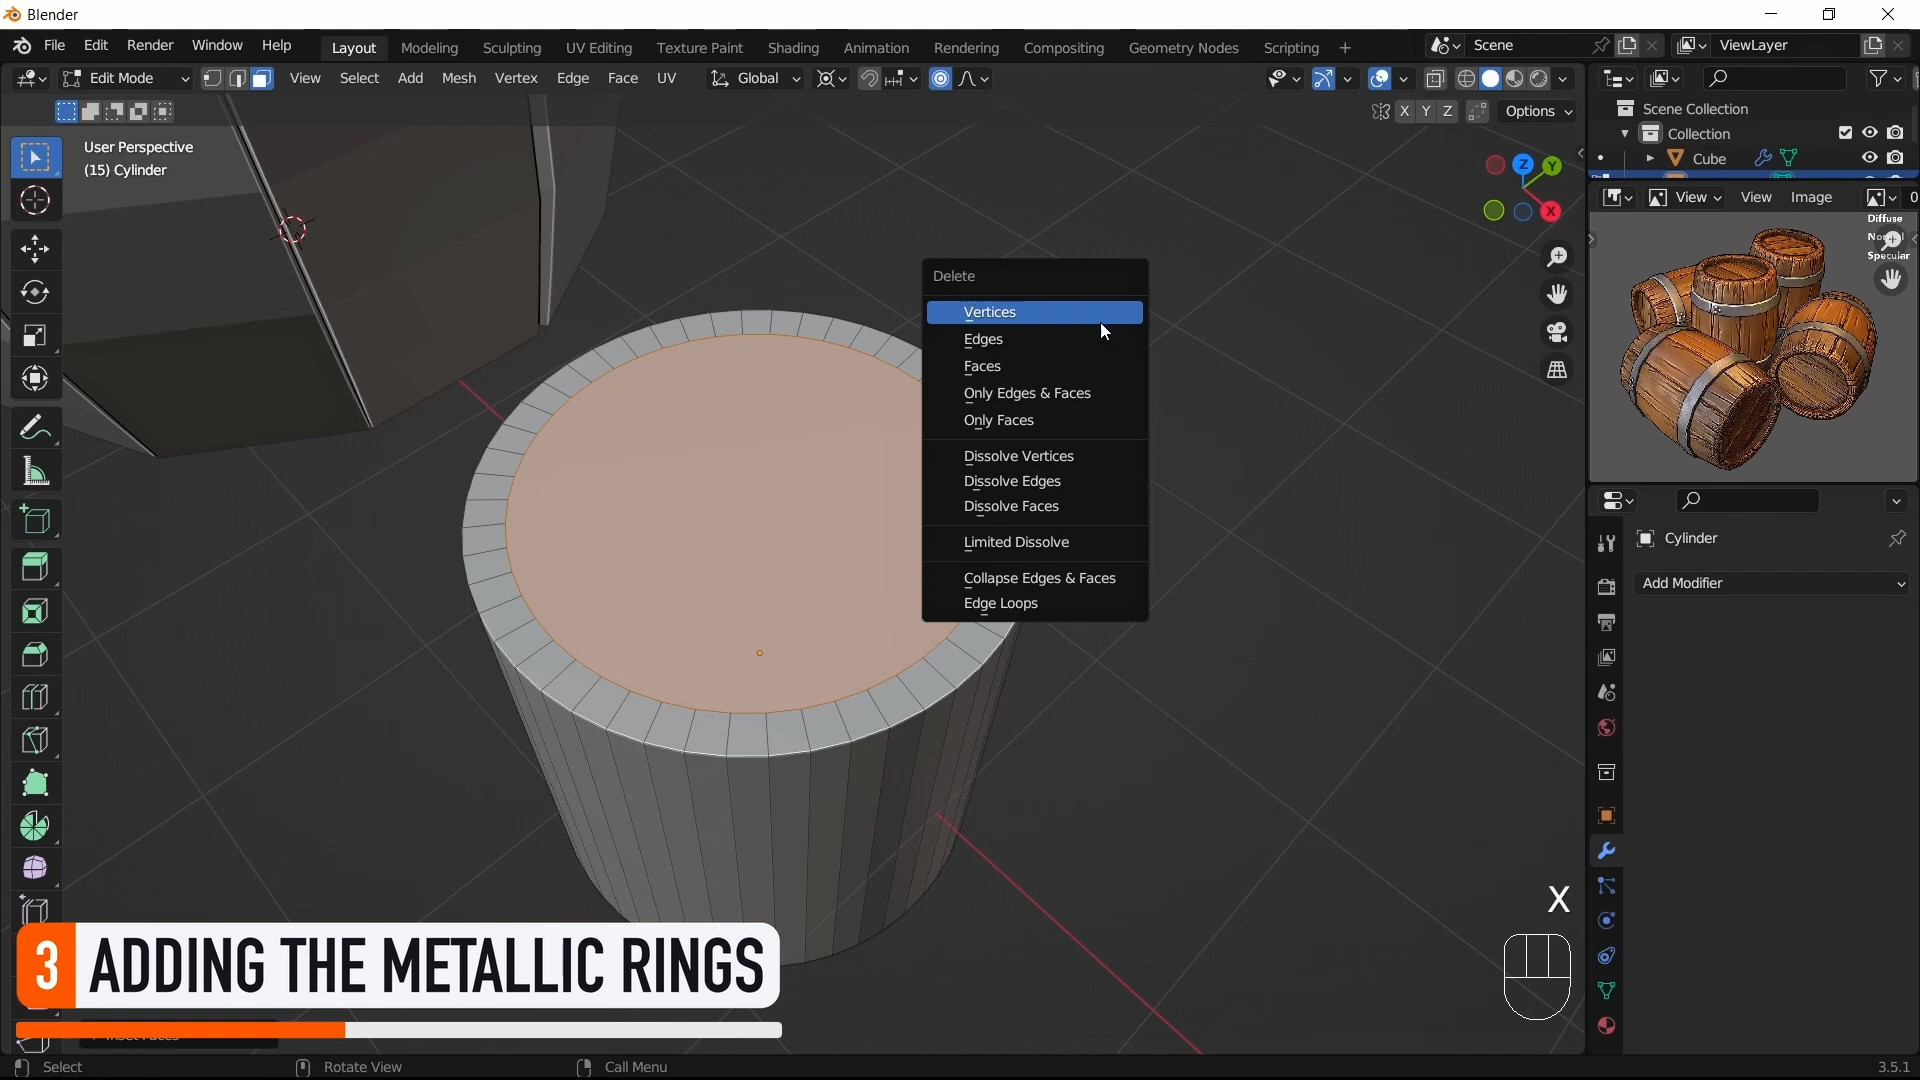 Blender
File Edit Render Window Help Layout Modeling Sculpting UV Editing Texture Paint Shading Animation Rendering Compositing Geometry Nodes Scripting + Scene ViewLayer
Edit Mode View Select Add Mesh Vertex Edge Face UV Global
X Y Z Options
User Perspective
(15) Cylinder
Z Y X
Scene Collection
Collection
Cube
View View Image 0
Diffuse
Specular
Delete
Vertices
Edges
Faces
Only Edges & Faces
Only Faces
Dissolve Vertices
Dissolve Edges
Dissolve Faces
Limited Dissolve
Collapse Edges & Faces
Edge Loops
Cylinder
Add Modifier
X
3 ADDING THE METALLIC RINGS
Select Rotate View Call Menu 3.5.1